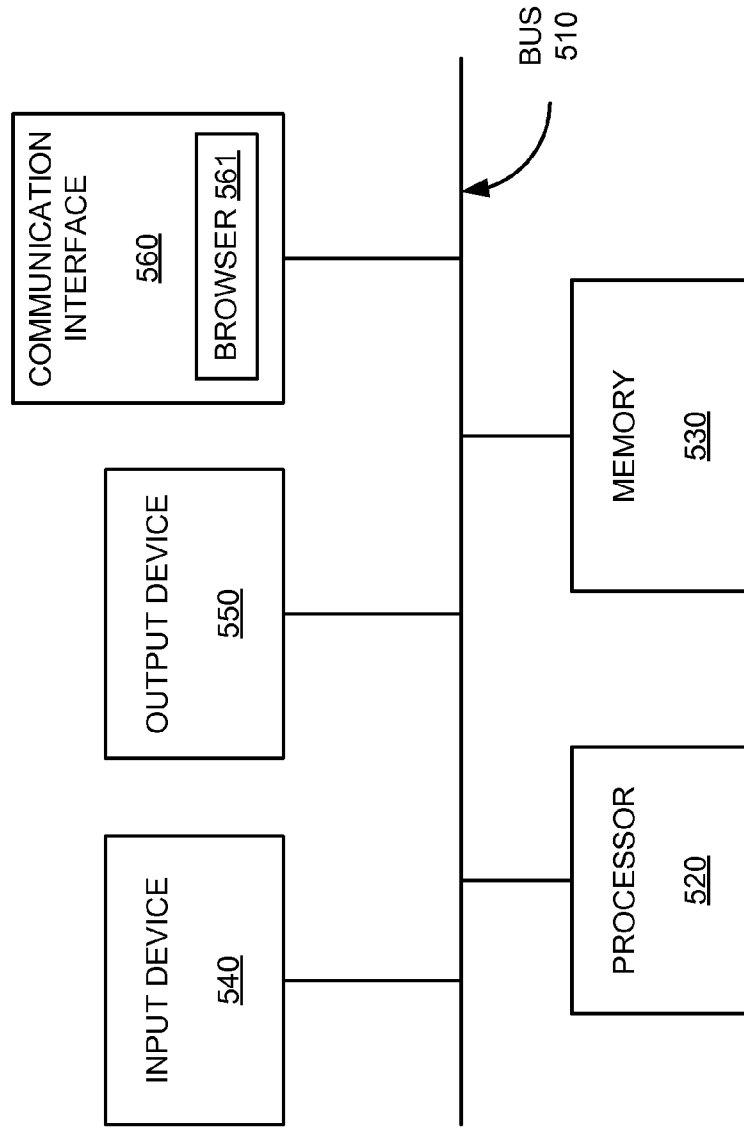 INPUT DEVICE
540
OUTPUT DEVICE
550
COMMUNICATION
INTERFACE
560
BROWSER 561
BUS
510
PROCESSOR
520
MEMORY
530